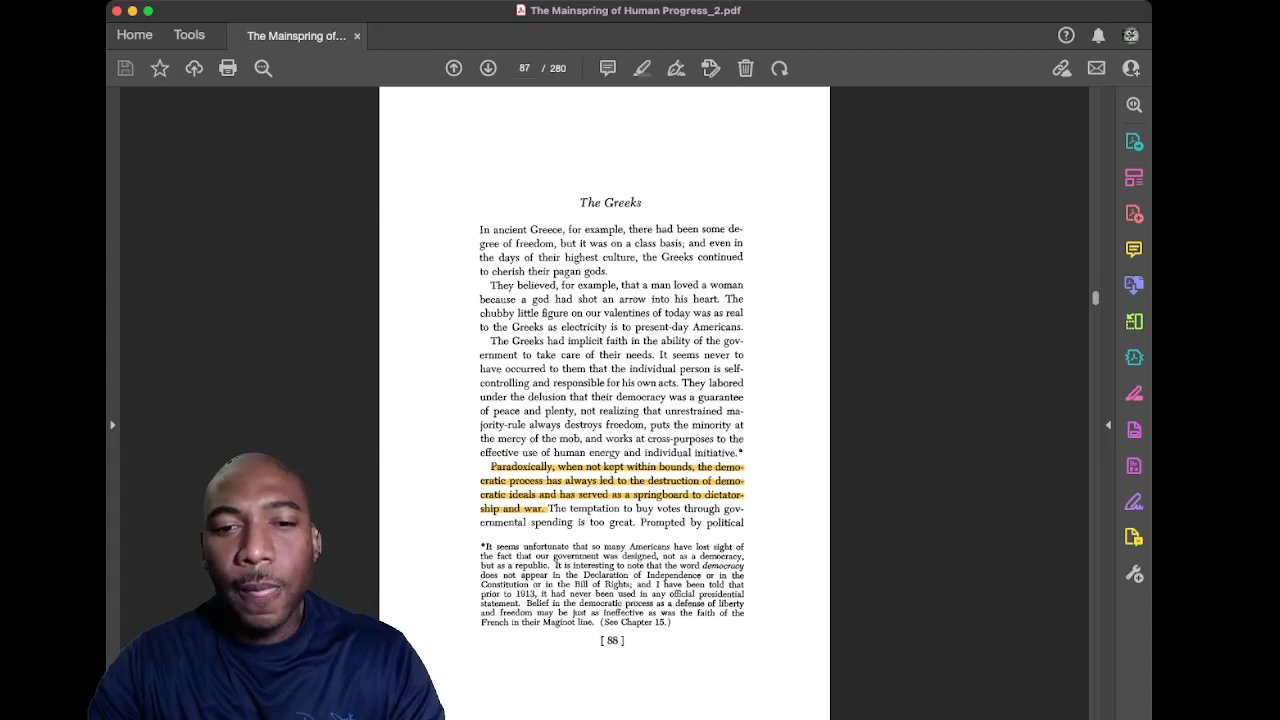 The Mainspring of Human Progress_2.pdf
Home Tools The Mainspring of... ×
87 / 280
The Greeks
In ancient Greece, for example, there had been some de-
gree of freedom, but it was on a class basis; and even in
the days of their highest culture, the Greeks continued
to cherish their pagan gods.
They believed, for example, that a man loved a woman
because a god had shot an arrow into his heart. The
chubby little figure on our valentines of today was as real
to the Greeks as electricity is to present-day Americans.
The Greeks had implicit faith in the ability of the gov-
ernment to take care of their needs. It seems never to
have occurred to them that the individual person is self-
controlling and responsible for his own acts. They labored
under the delusion that their democracy was a guarantee
of peace and plenty, not realizing that unrestrained ma-
jority-rule always destroys freedom, puts the minority at
the mercy of the mob, and works at cross-purposes to the
effective use of human energy and individual initiative.*
Paradoxically, when not kept within bounds, the demo-
cratic process has always led to the destruction of demo-
cratic ideals and has served as a springboard to dictator-
ship and war. The temptation to buy votes through gov-
ernmental spending is too great. Prompted by political
*It seems unfortunate that so many Americans have lost sight of
the fact that our government was designed, not as a democracy,
but as a republic. It is interesting to note that the word democracy
does not appear in the Declaration of Independence or in the
Constitution or in the Bill of Rights; and I have been told that
prior to 1913, it had never been used in any official presidential
statement. Belief in the democratic process as a defense of liberty
and freedom may be just as ineffective as was the faith of the
French in their Maginot line. (See Chapter 15.)
[ 88 ]